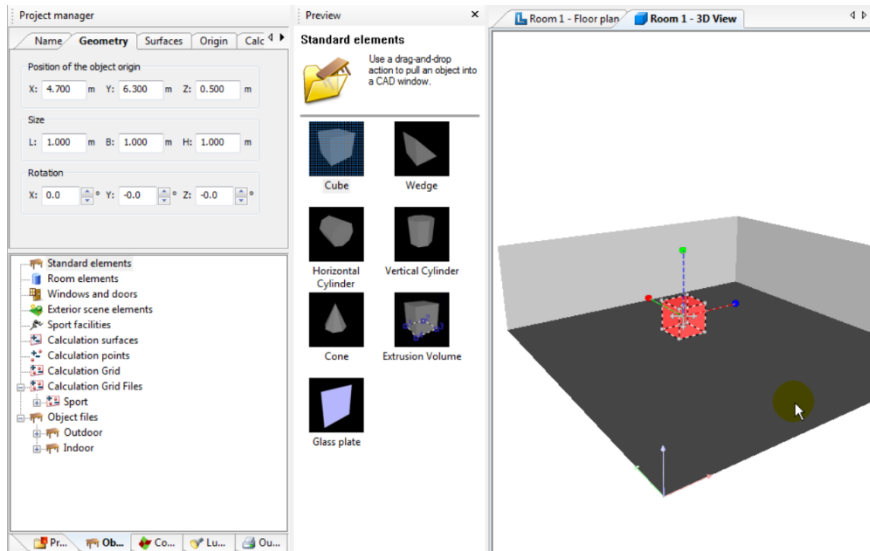 Project manager
Name Geometry Surfaces Origin Calc
Position of the object origin
X: 4.700 m Y: 6.300 m Z: 0.500 m
Size
L: 1.000 m B: 1.000 m H: 1.000 m
Rotation
X: 0.0 ° Y: -0.0 ° Z: -0.0 °
Standard elements
Room elements
Windows and doors
Exterior scene elements
Sport facilities
Calculation surfaces
Calculation points
Calculation Grid
Calculation Grid Files
Sport
Object files
Outdoor
Indoor
Pr... Ob... Co... Lu... Ou...
Preview
Standard elements
Use a drag-and-drop
action to pull an object into
a CAD window.
Cube Wedge
Horizontal
Cylinder
Vertical Cylinder
Cone Extrusion Volume
Glass plate
Room 1 - Floor plan Room 1 - 3D View